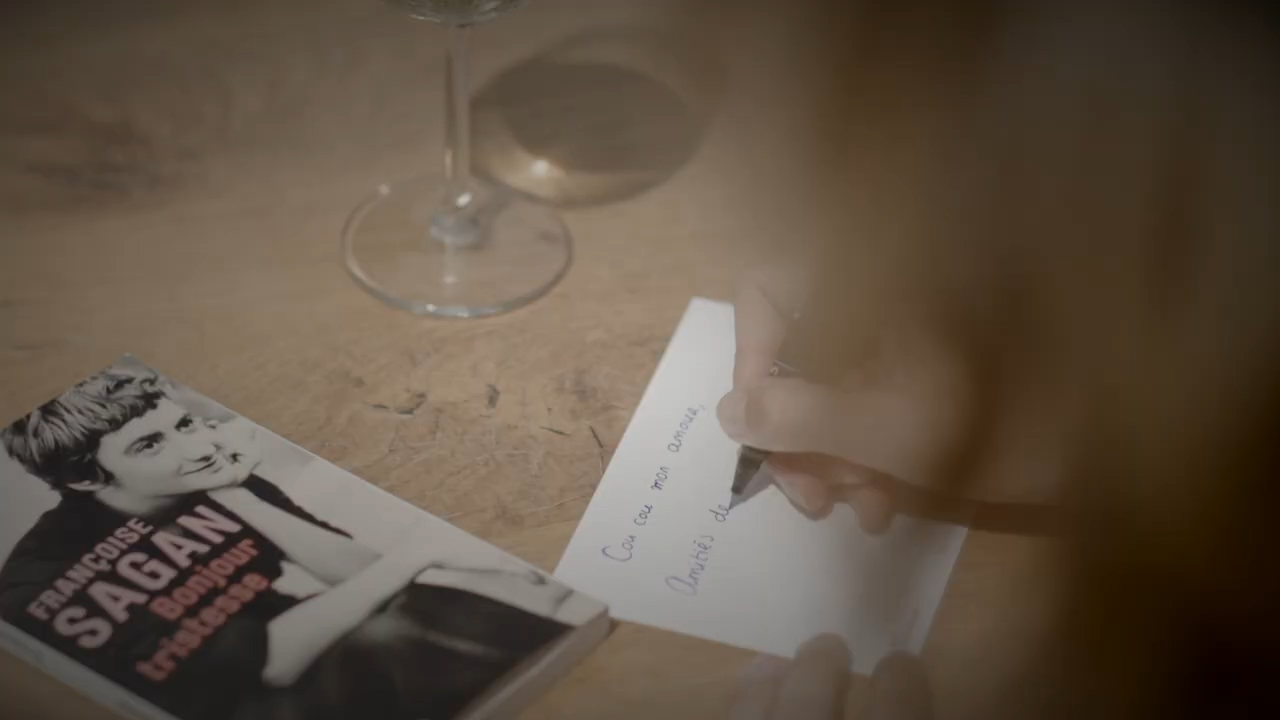 FRANÇOISE
SAGAN
Bonjour
tristesse
Cou cou mon amour,
Amitiés de